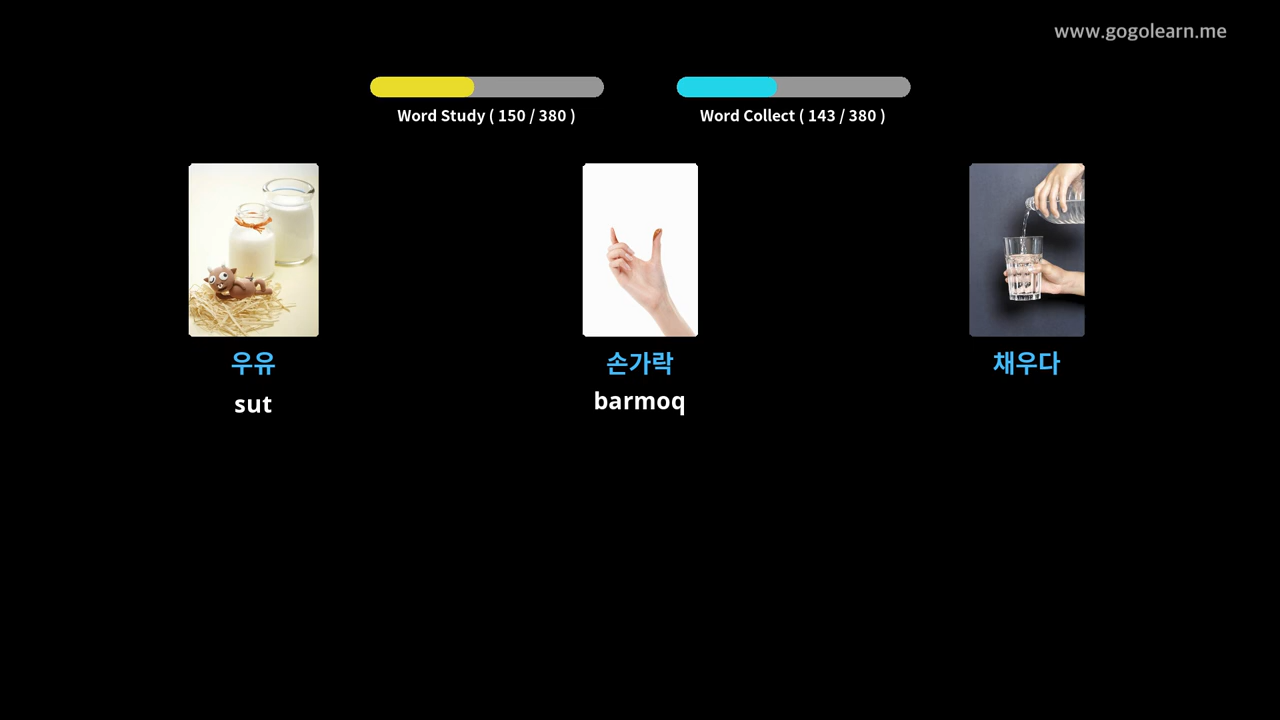 www.gogolearn.me
Word Study ( 150 / 380 )
Word Collect ( 143 / 380 )
우유
sut
손가락
barmoq
채우다